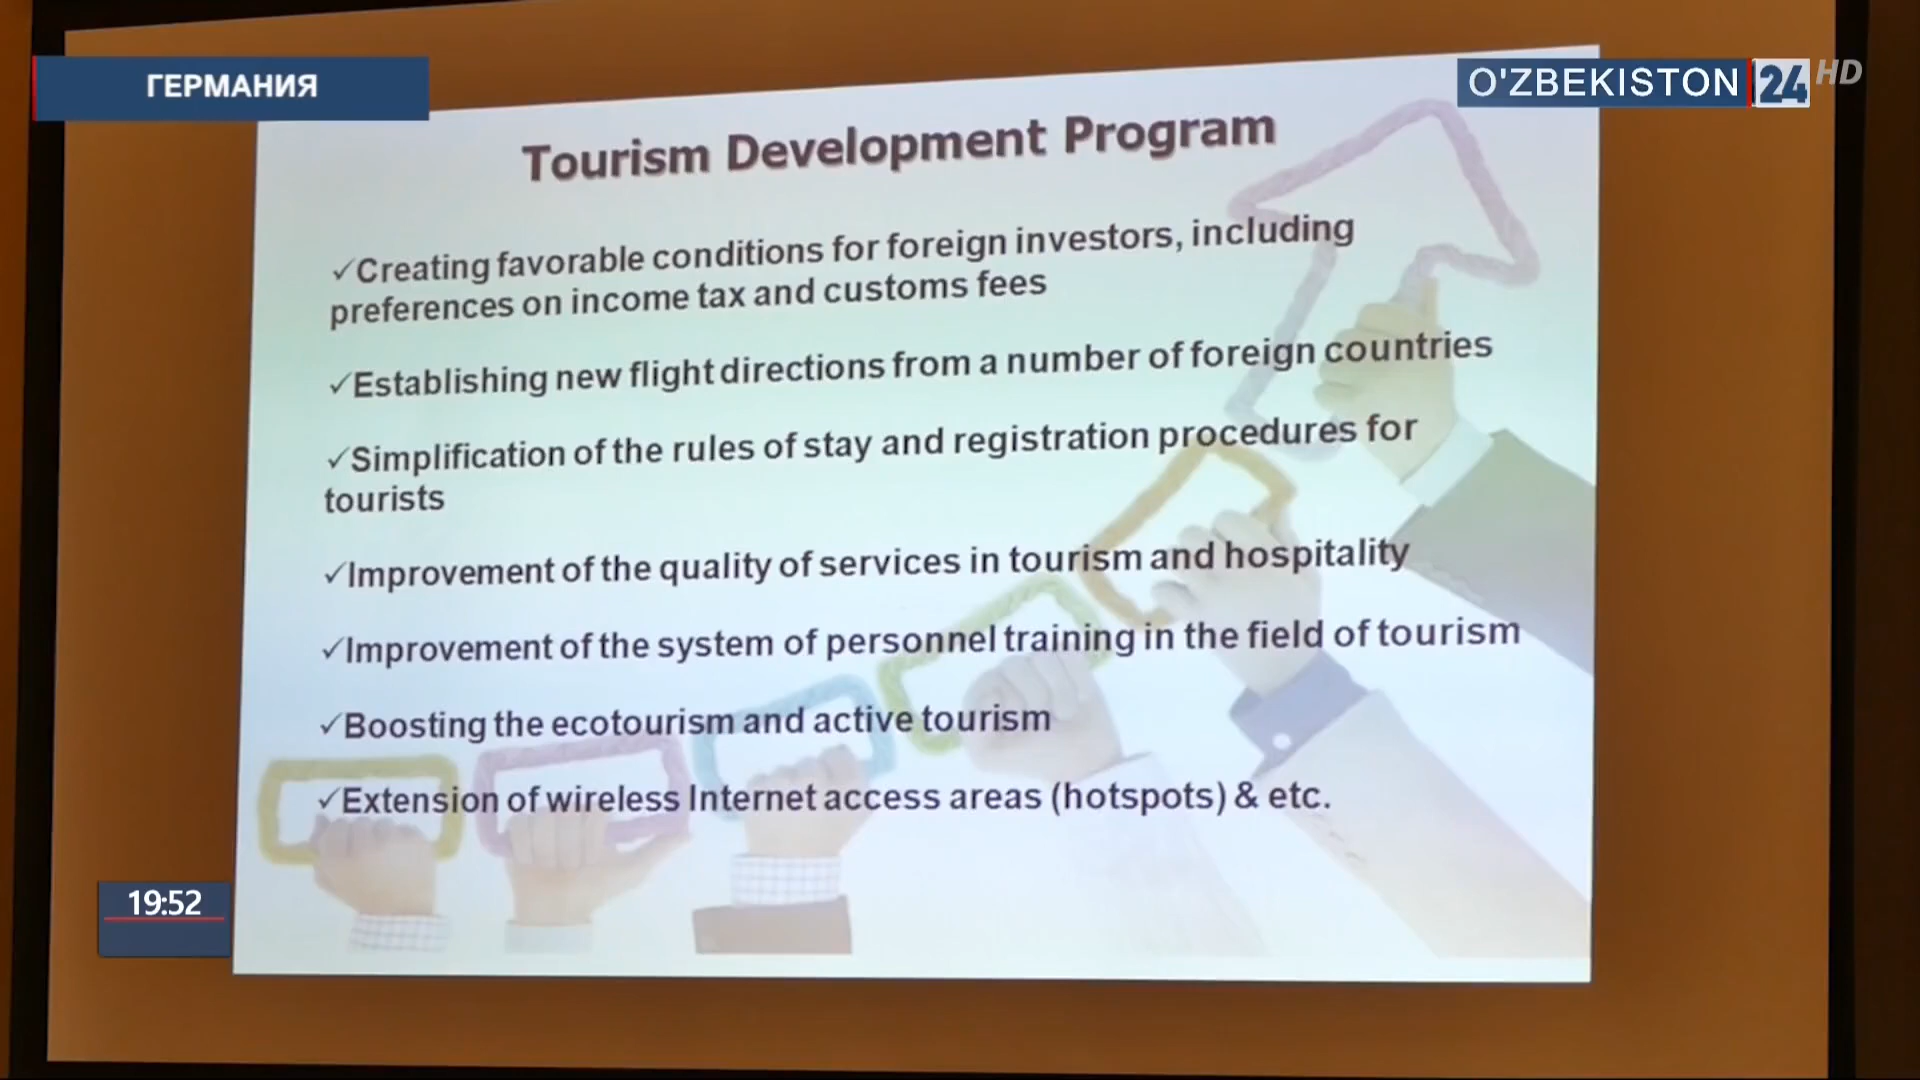 ГЕРМАНИЯ
O'ZBEKISTON 24 HD
Tourism Development Program
✓Creating favorable conditions for foreign investors, including
preferences on income tax and customs fees
✓Establishing new flight directions from a number of foreign countries
✓Simplification of the rules of stay and registration procedures for
tourists
✓Improvement of the quality of services in tourism and hospitality
✓Improvement of the system of personnel training in the field of tourism
✓Boosting the ecotourism and active tourism
✓Extension of wireless Internet access areas (hotspots) & etc.
19:52